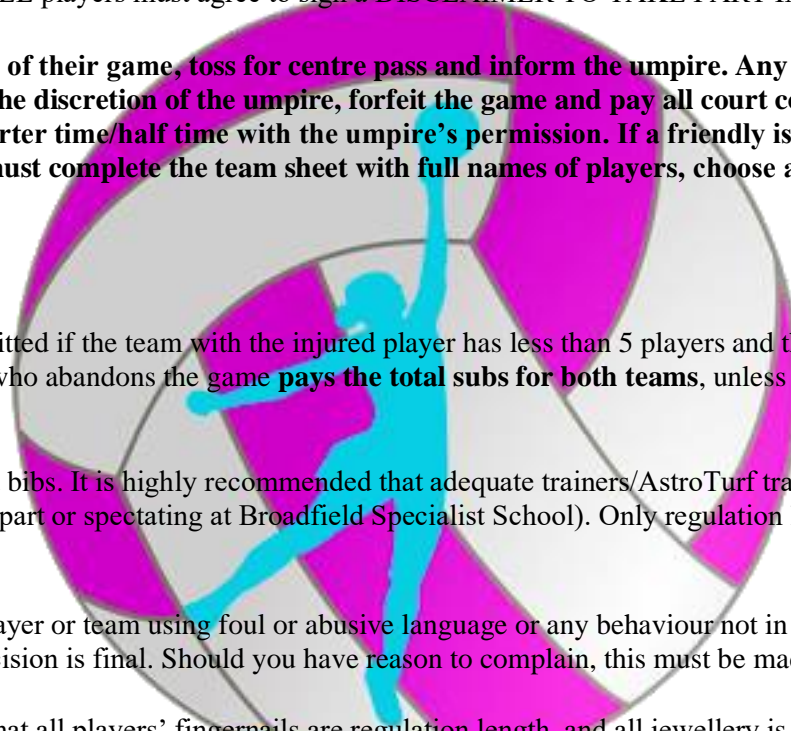 players must agree to sign a DISCLAIMER TO TAKE PART
of their game, toss for centre pass and inform the umpire. Any
he discretion of the umpire, forfeit the game and pay all court co
rter time/half time with the umpire’s permission. If a friendly is
must complete the team sheet with full names of players, choose a
itted if the team with the injured player has less than 5 players and th
who abandons the game pays the total subs for both teams, unless
bibs. It is highly recommended that adequate trainers/AstroTurf tra
part or spectating at Broadfield Specialist School). Only regulation
ayer or team using foul or abusive language or any behaviour not in
cision is final. Should you have reason to complain, this must be mad
hat all players’ fingernails are regulation length, and all jewellery is